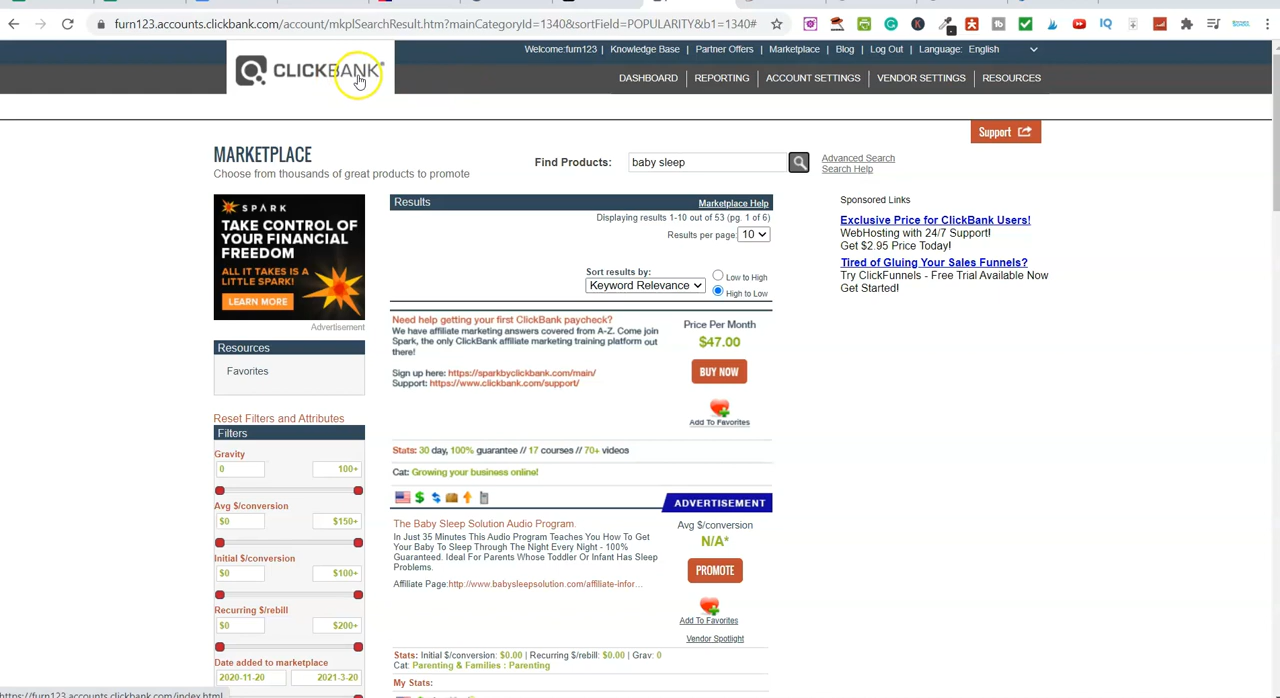 furn123.accounts.clickbank.com/account/mkplSearchResult.htm?mainCategoryId=1340&sortField=POPULARITY&b1=1340#
Welcome:furn123 | Knowledge Base | Partner Offers | Marketplace | Blog | Log Out | Language: English
CLICKBANK
DASHBOARD | REPORTING | ACCOUNT SETTINGS | VENDOR SETTINGS | RESOURCES
Support
MARKETPLACE
Choose from thousands of great products to promote
Find Products: baby sleep
Advanced Search
Search Help
SPARK
TAKE CONTROL OF
YOUR FINANCIAL
FREEDOM
ALL IT TAKES IS A
LITTLE SPARK!
LEARN MORE
Advertisement
Resources
Favorites
Reset Filters and Attributes
Filters
Gravity
0 100+
Avg $/conversion
$0 $150+
Initial $/conversion
$0 $100+
Recurring $/rebill
$0 $200+
Date added to marketplace
2020-11-20 2021-3-20
Results Marketplace Help
Displaying results 1-10 out of 53 (pg. 1 of 6)
Results per page: 10
Sort results by:
Keyword Relevance
Low to High
High to Low
Need help getting your first ClickBank paycheck?
We have affiliate marketing answers covered from A-Z. Come join
Spark, the only ClickBank affiliate marketing training platform out
there!
Sign up here: https://sparkbyclickbank.com/main/
Support: https://www.clickbank.com/support/
Price Per Month
$47.00
BUY NOW
Add To Favorites
Stats: 30 day, 100% guarantee // 17 courses // 70+ videos
Cat: Growing your business online!
ADVERTISEMENT
The Baby Sleep Solution Audio Program.
In Just 35 Minutes This Audio Program Teaches You How To Get
Your Baby To Sleep Through The Night Every Night - 100%
Guaranteed. Ideal For Parents Whose Toddler Or Infant Has Sleep
Problems.
Affiliate Page:http://www.babysleepsolution.com/affiliate-infor...
Avg $/conversion
N/A*
PROMOTE
Add To Favorites
Vendor Spotlight
Stats: Initial $/conversion: $0.00 | Recurring $/rebill: $0.00 | Grav: 0
Cat: Parenting & Families : Parenting
My Stats:
Sponsored Links
Exclusive Price for ClickBank Users!
WebHosting with 24/7 Support!
Get $2.95 Price Today!
Tired of Gluing Your Sales Funnels?
Try ClickFunnels - Free Trial Available Now
Get Started!
https://furn123.accounts.clickbank.com/index.html